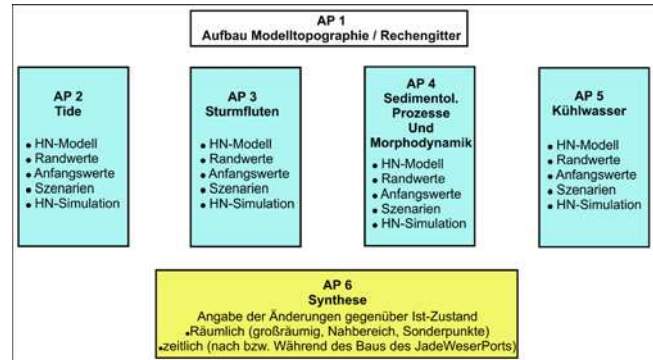 AP 1
Aufbau Modelltopographie / Rechengitter
AP 2
Tide
• HN-Modell
• Randwerte
• Anfangswerte
• Szenarien
• HN-Simulation
AP 3
Sturmfluten
• HN-Modell
• Randwerte
• Anfangswerte
• Szenarien
• HN-Simulation
AP 4
Sedimentol.
Prozesse
Und
Morphodynamik
• HN-Modell
Randwerte
• Anfangswerte
• Szenarien
• HN-Simulation
AP 5
Kühlwasser
• HN-Modell
• Randwerte
• Anfangswerte
• Szenarien
• HN-Simulation
AP 6
Synthese
Angabe der Änderungen gegenüber Ist-Zustand
•Räumlich (großräumig, Nahbereich, Sonderpunkte)
•zeitlich (nach bzw. Während des Baus des JadeWeserPorts)